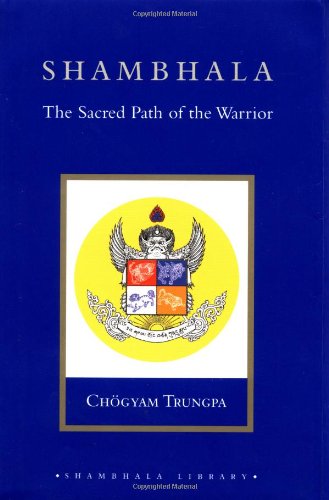 SHAMBHALA
The Sacred Path of the Warrior
CHÖGYAM TRUNGPA
• SHAMBHALA LIBRARY •